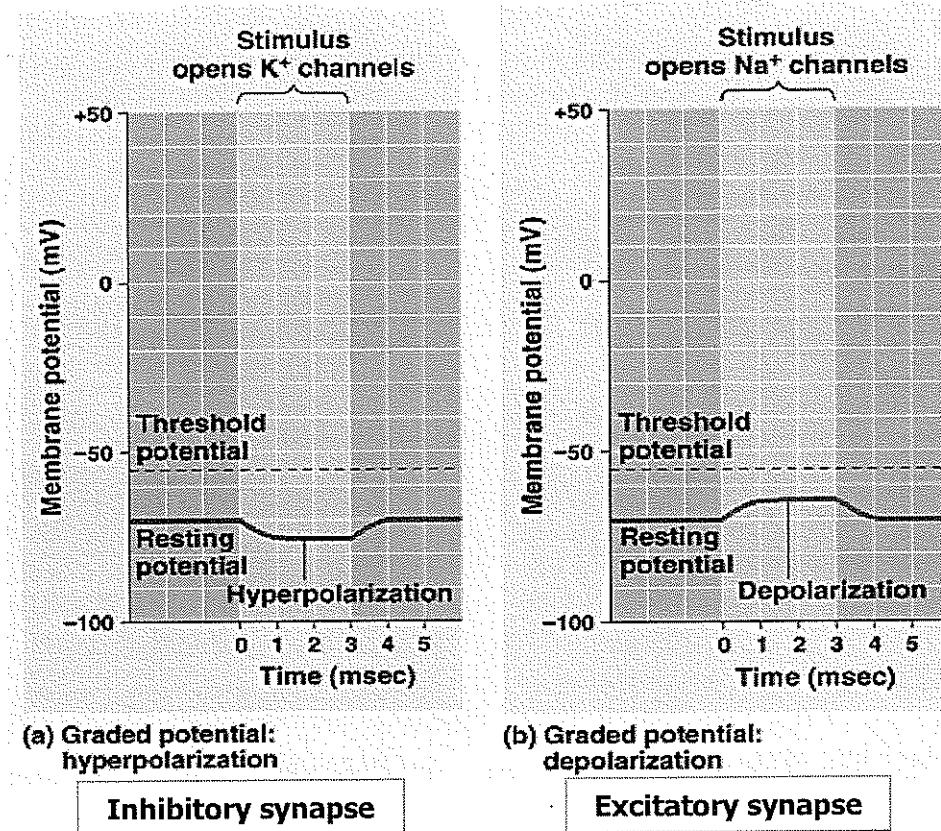 Stimulus
opens K⁺ channels
+50
0
−50
−100
Membrane potential (mV)
Threshold
potential
Resting
potential
Hyperpolarization
0 1 2 3 4 5
Time (msec)
(a) Graded potential:
hyperpolarization
Inhibitory synapse
Stimulus
opens Na⁺ channels
+50
0
−50
−100
Membrane potential (mV)
Threshold
potential
Resting
potential
Depolarization
0 1 2 3 4 5
Time (msec)
(b) Graded potential:
depolarization
Excitatory synapse